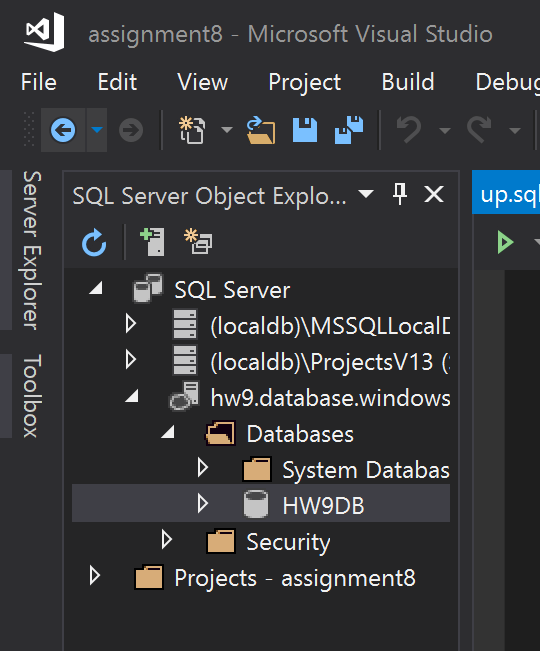 assignment8 - Microsoft Visual Studio
File Edit View Project Build Debug
Server Explorer
Toolbox
SQL Server Object Explo...
up.sql
SQL Server
(localdb)\MSSQLLocalD
(localdb)\ProjectsV13 (
hw9.database.windows
Databases
System Databas
HW9DB
Security
Projects - assignment8